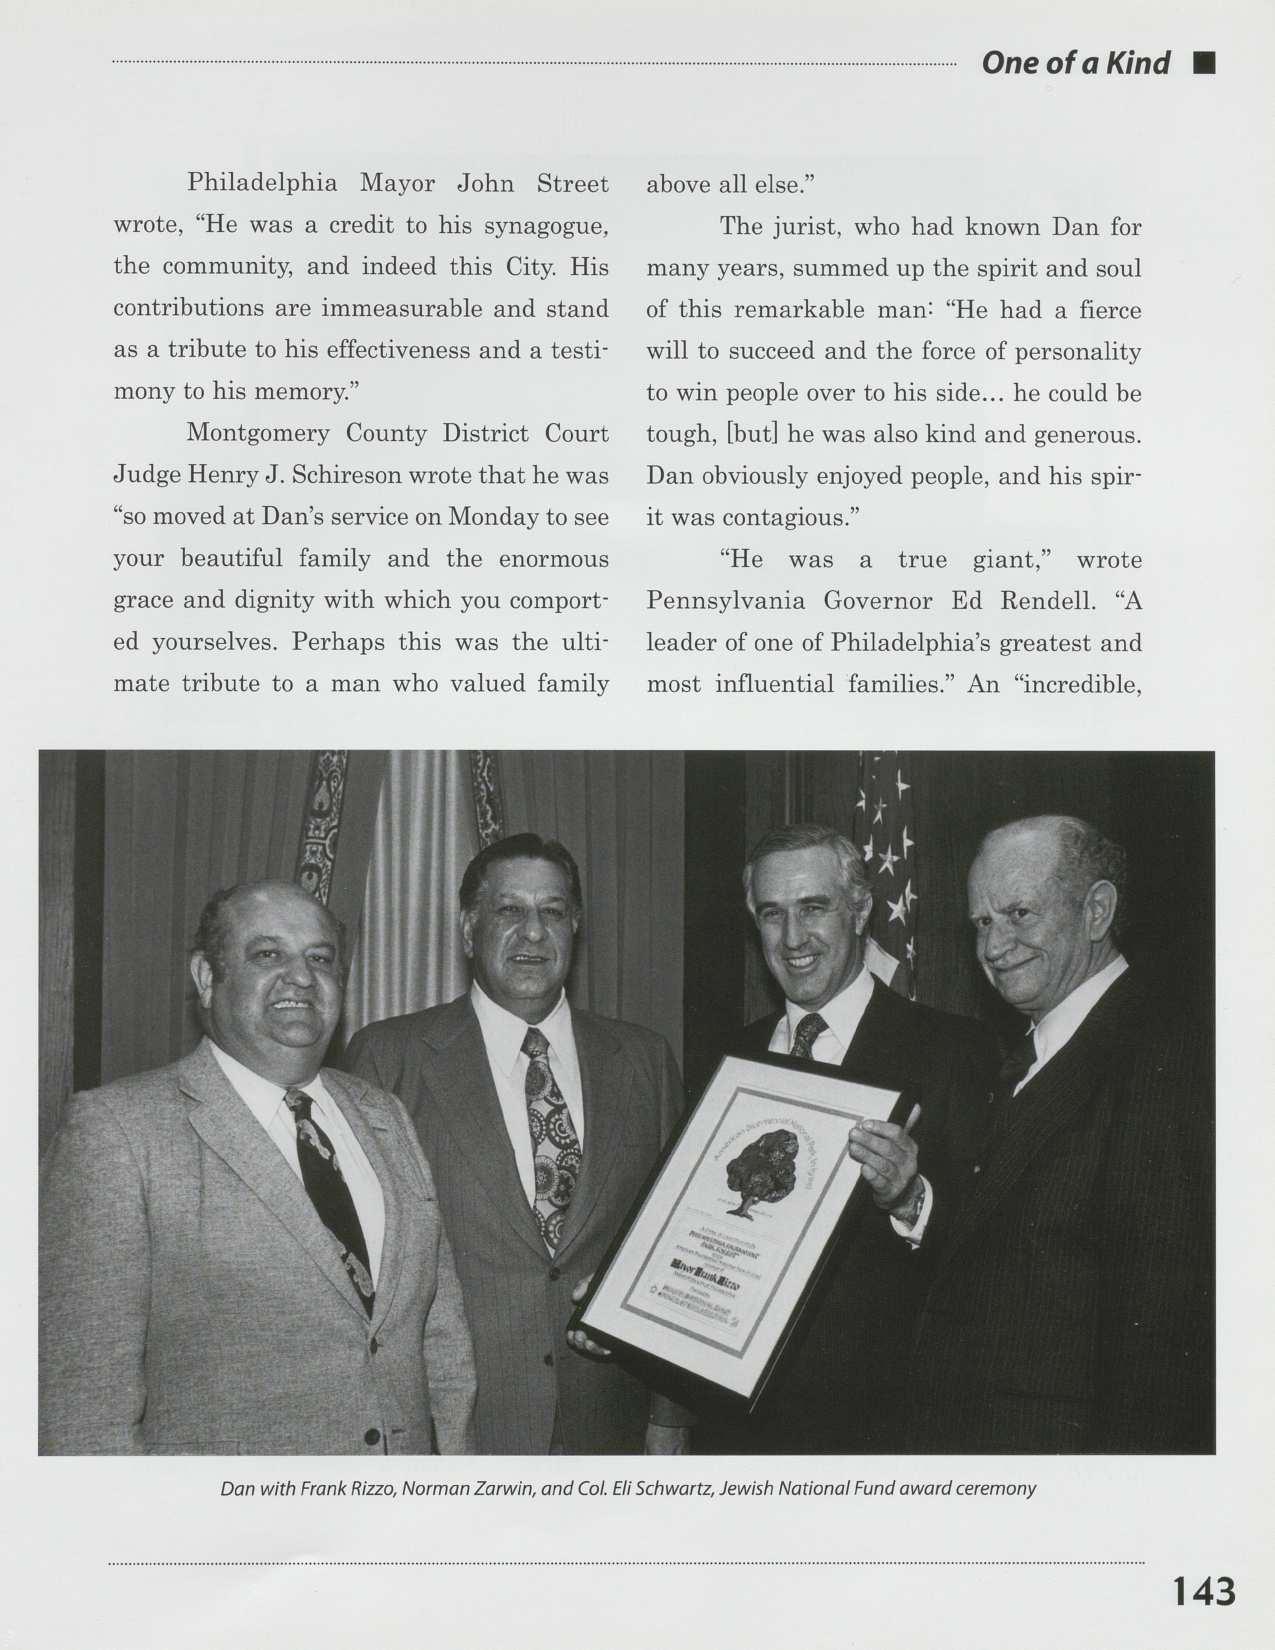 One of a Kind
Philadelphia Mayor John Street
wrote, “He was a credit to his synagogue,
the community, and indeed this City. His
contributions are immeasurable and stand
as a tribute to his effectiveness and a testi-
mony to his memory.”
Montgomery County District Court
Judge Henry J. Schireson wrote that he was
“so moved at Dan’s service on Monday to see
your beautiful family and the enormous
grace and dignity with which you comport-
ed yourselves. Perhaps this was the ulti-
mate tribute to a man who valued family
above all else.”
The jurist, who had known Dan for
many years, summed up the spirit and soul
of this remarkable man: “He had a fierce
will to succeed and the force of personality
to win people over to his side... he could be
tough, [but] he was also kind and generous.
Dan obviously enjoyed people, and his spir-
it was contagious.”
“He was a true giant,” wrote
Pennsylvania Governor Ed Rendell. “A
leader of one of Philadelphia’s greatest and
most influential families.” An “incredible,
Mayor Frank Rizzo
Dan with Frank Rizzo, Norman Zarwin, and Col. Eli Schwartz, Jewish National Fund award ceremony
143